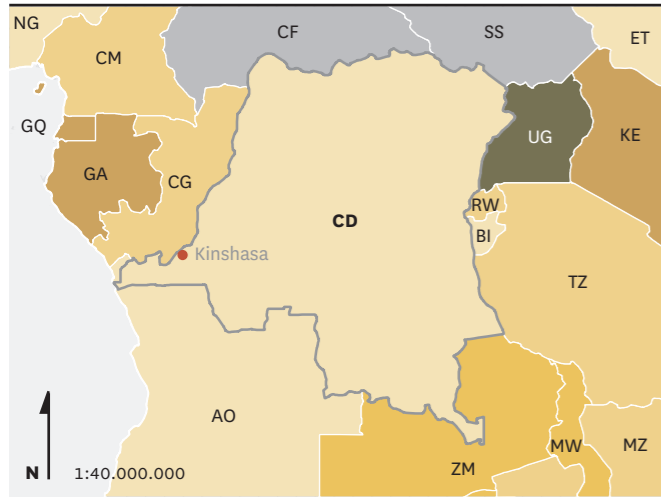 NG
CM
CF
SS
ET
GQ
UG
KE
GA
CG
RW
CD
BI
Kinshasa
TZ
AO
MW
MZ
ZM
N 1:40.000.000